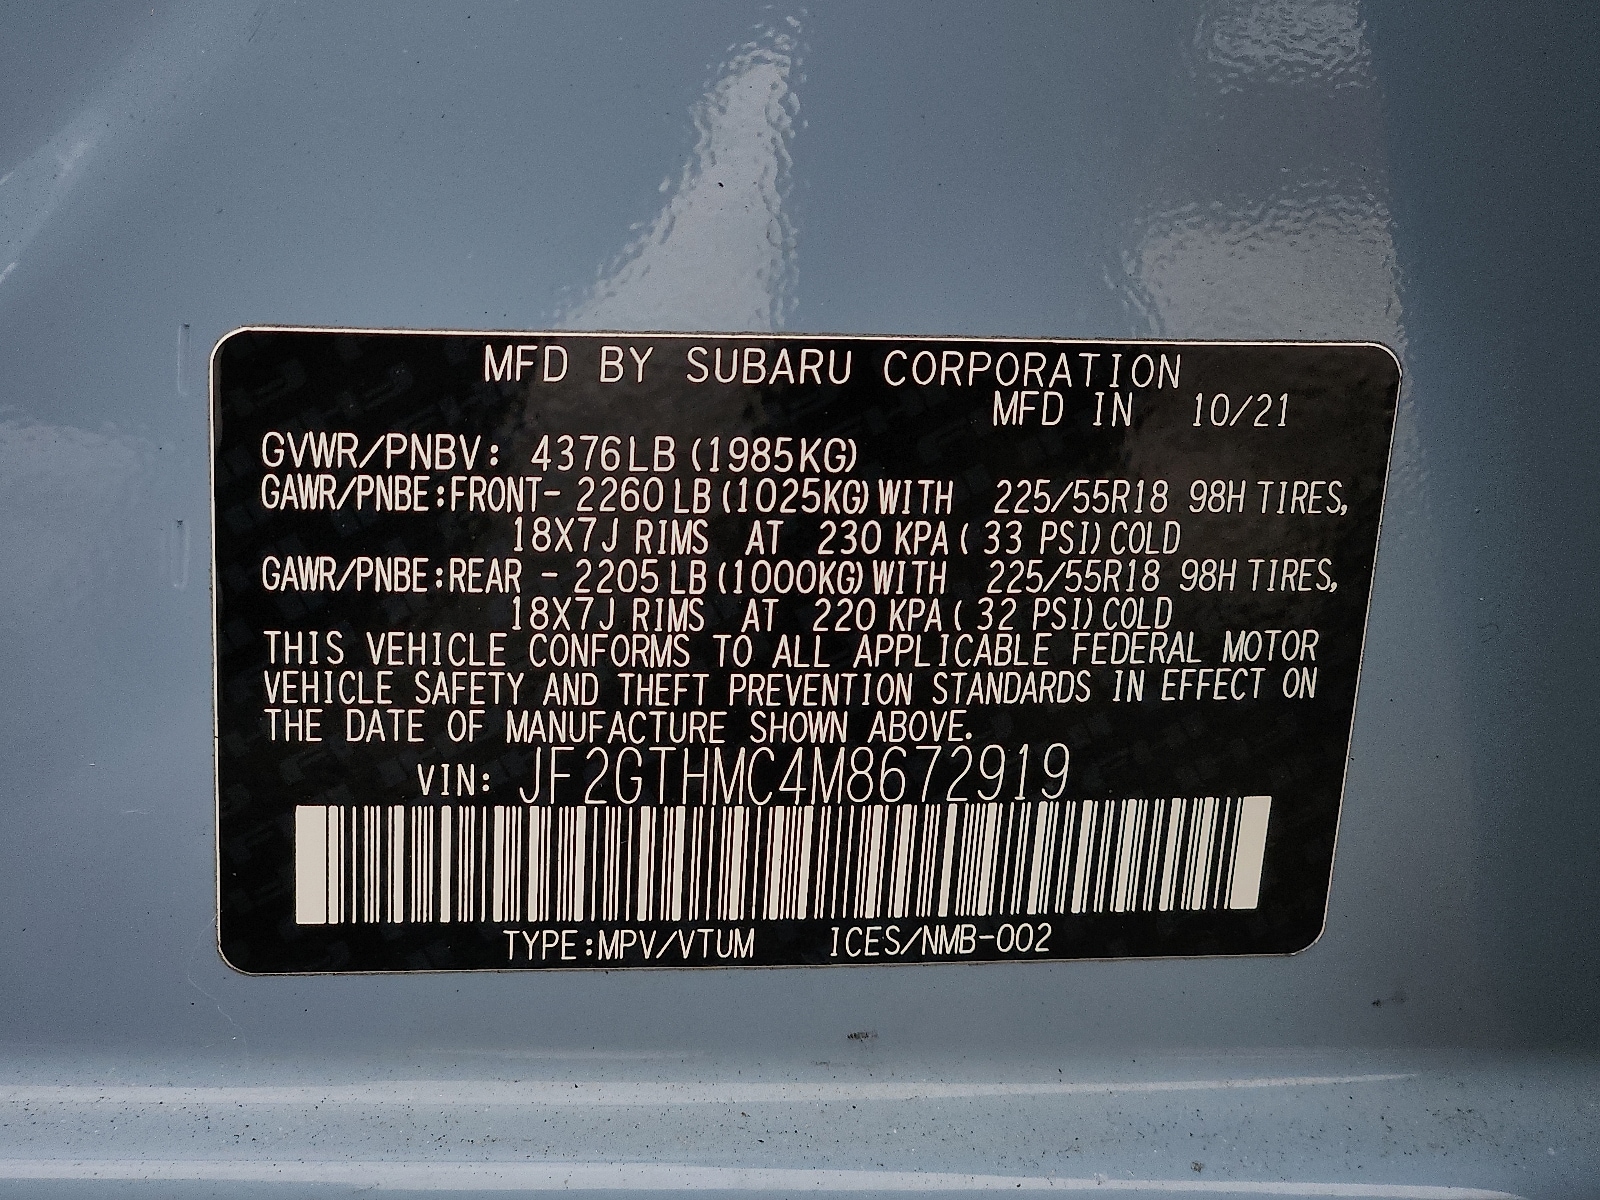 MFD BY SUBARU CORPORATION
MFD IN 10/21
GVWR/PNBV: 4376LB (1985KG)
GAWR/PNBE:FRONT- 2260 LB (1025KG) WITH 225/55R18 98H TIRES,
18X7J RIMS AT 230 KPA ( 33 PSI) COLD
GAWR/PNBE:REAR - 2205 LB (1000KG) WITH 225/55R18 98H TIRES,
18X7J RIMS AT 220 KPA ( 32 PSI) COLD
THIS VEHICLE CONFORMS TO ALL APPLICABLE FEDERAL MOTOR
VEHICLE SAFETY AND THEFT PREVENTION STANDARDS IN EFFECT ON
THE DATE OF MANUFACTURE SHOWN ABOVE.
VIN: JF2GTHMC4M8672919
TYPE:MPV/VTUM ICES/NMB-002